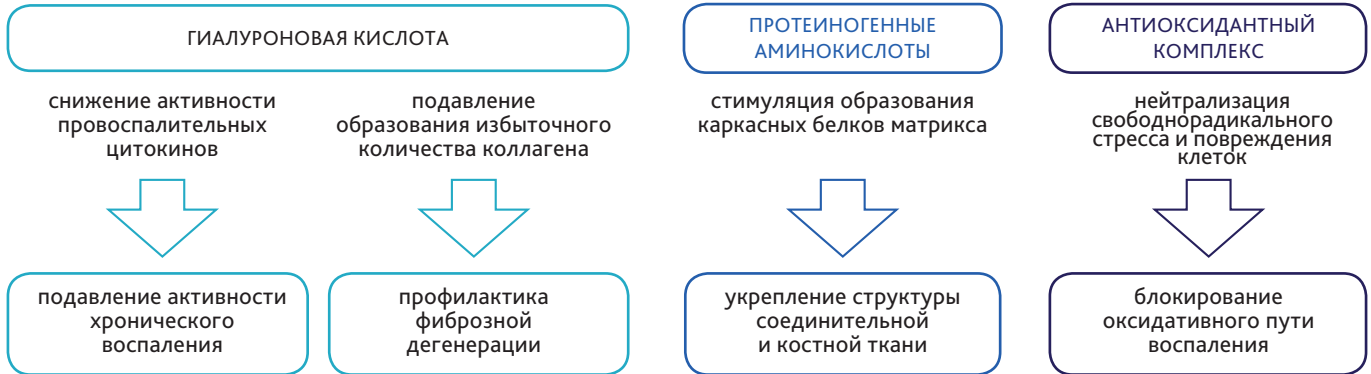 ГИАЛУРОНОВАЯ КИСЛОТА
снижение активности
провоспалительных
цитокинов
подавление
образования избыточного
количества коллагена
подавление активности
хронического
воспаления
профилактика
фиброзной
дегенерации
ПРОТЕИНОГЕННЫЕ
АМИНОКИСЛОТЫ
стимуляция образования
каркасных белков матрикса
укрепление структуры
соединительной
и костной ткани
АНТИОКСИДАНТНЫЙ
КОМПЛЕКС
нейтрализация
свободнорадикального
стресса и повреждения
клеток
блокирование
оксидативного пути
воспаления